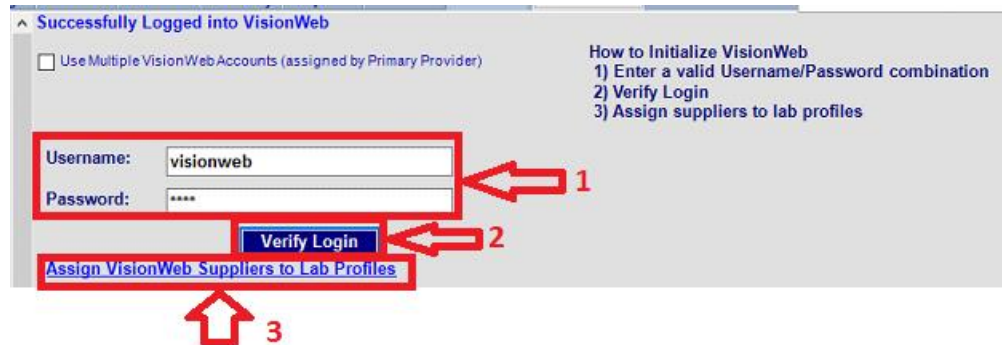 Successfully Logged into VisionWeb
Use Multiple VisionWeb Accounts (assigned by Primary Provider)
How to Initialize VisionWeb
1) Enter a valid Username/Password combination
2) Verify Login
3) Assign suppliers to lab profiles
Username: visionweb
1
Password: ****
Verify Login
2
Assign VisionWeb Suppliers to Lab Profiles
3